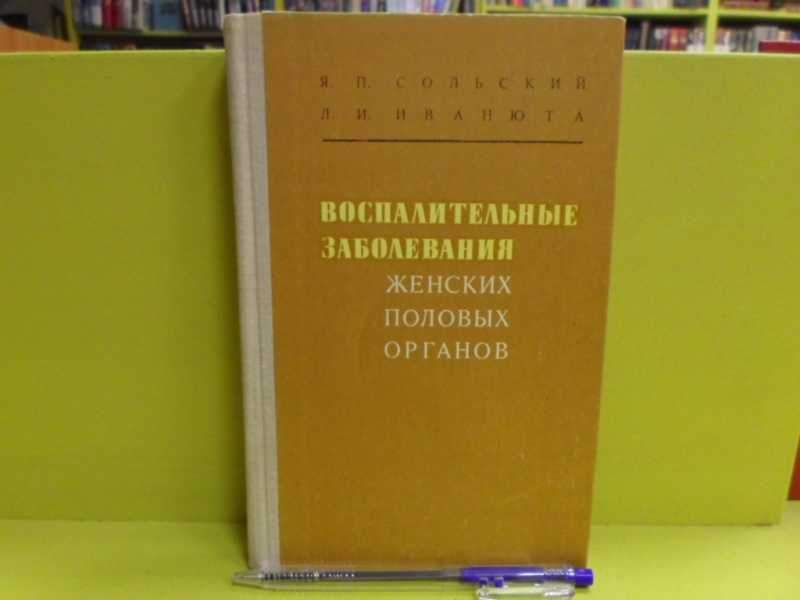 Я. П. СОЛЬСКИЙ
Л. И. ИВАНЮТА
ВОСПАЛИТЕЛЬНЫЕ
ЗАБОЛЕВАНИЯ
ЖЕНСКИХ
ПОЛОВЫХ
ОРГАНОВ